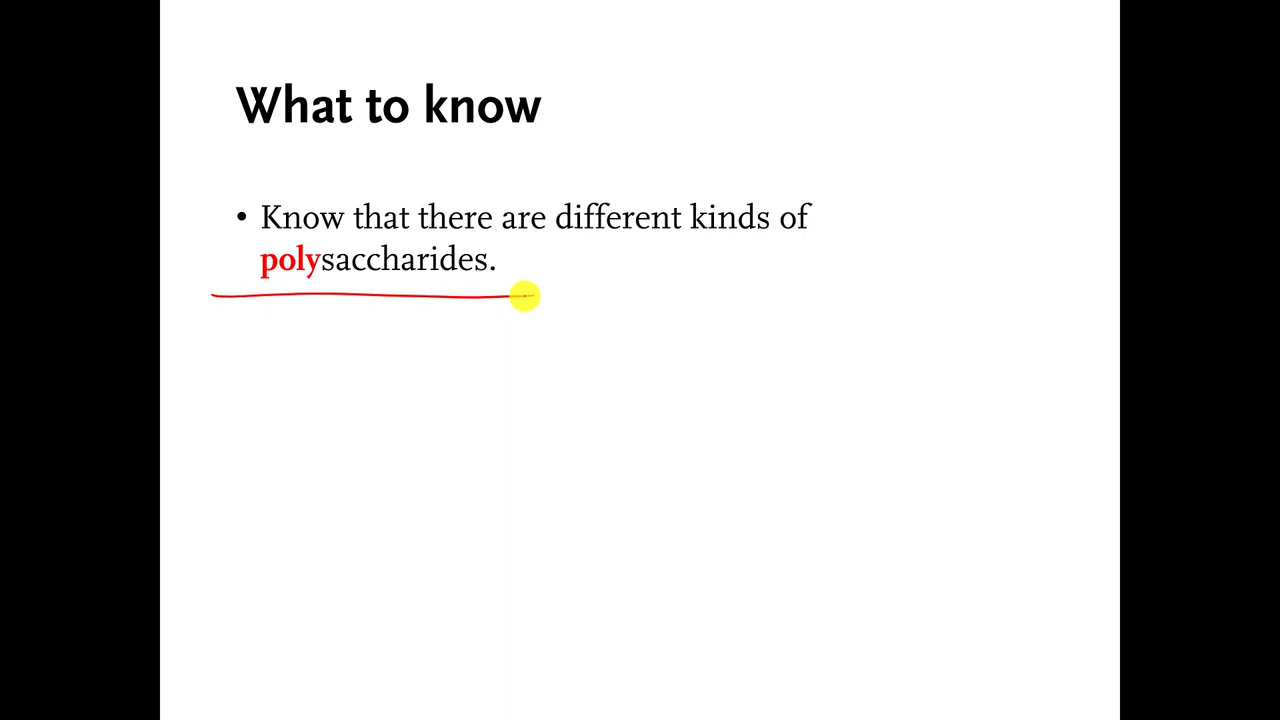 What to know
• Know that there are different kinds of
polysaccharides.